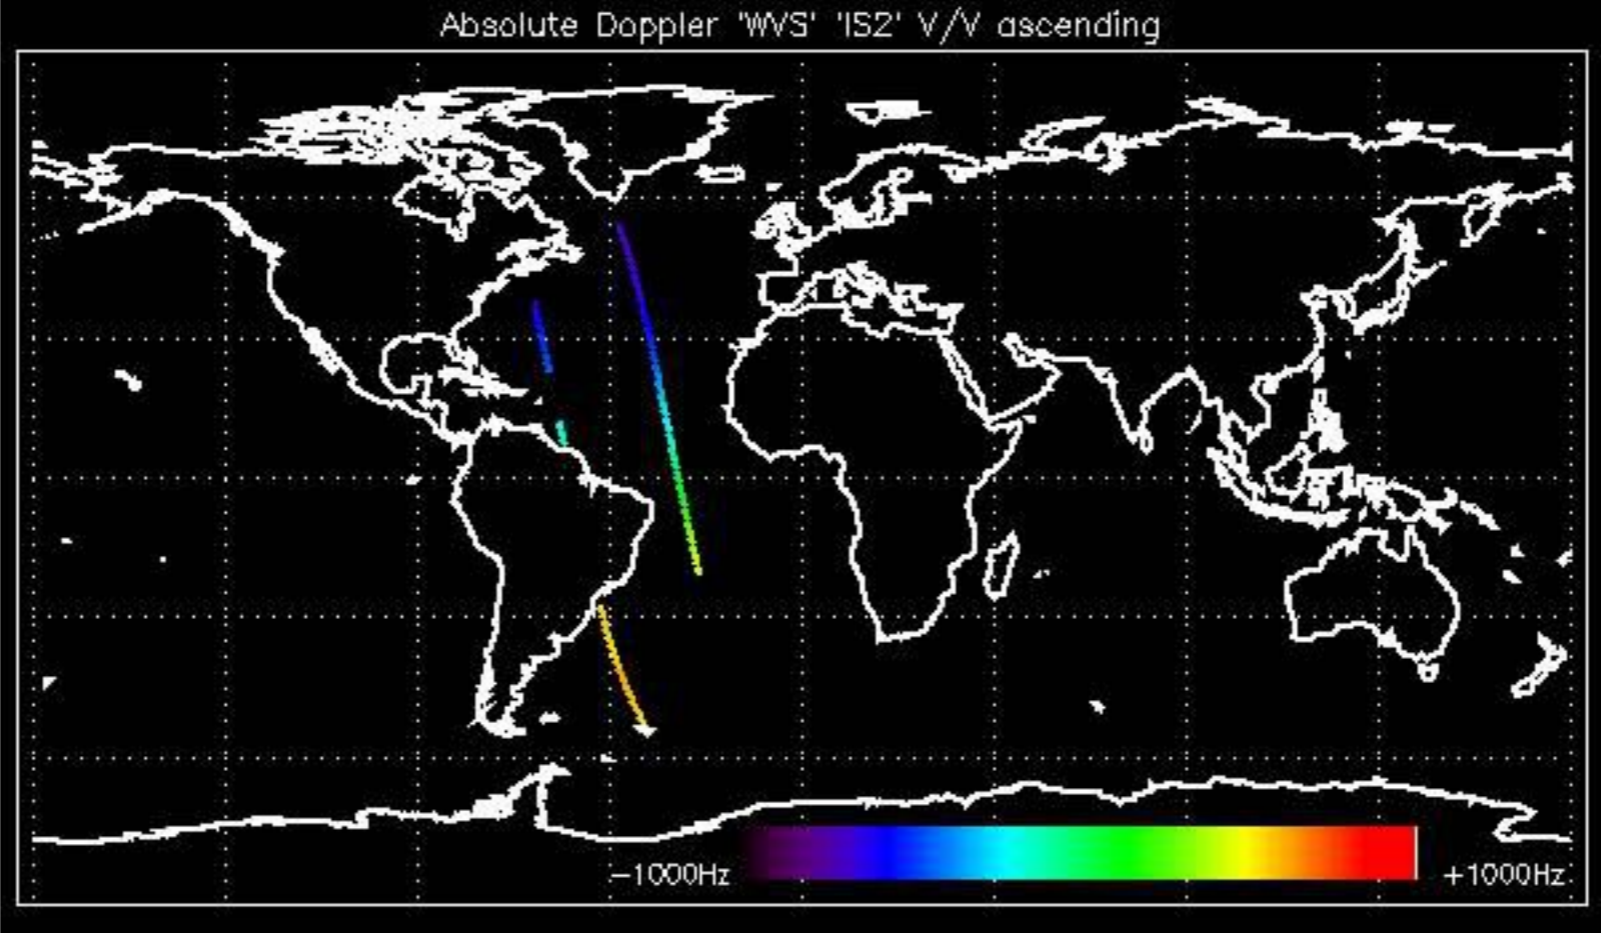 Absolute Doppler 'WVS' 'IS2' V/V ascending
-1000Hz +1000Hz